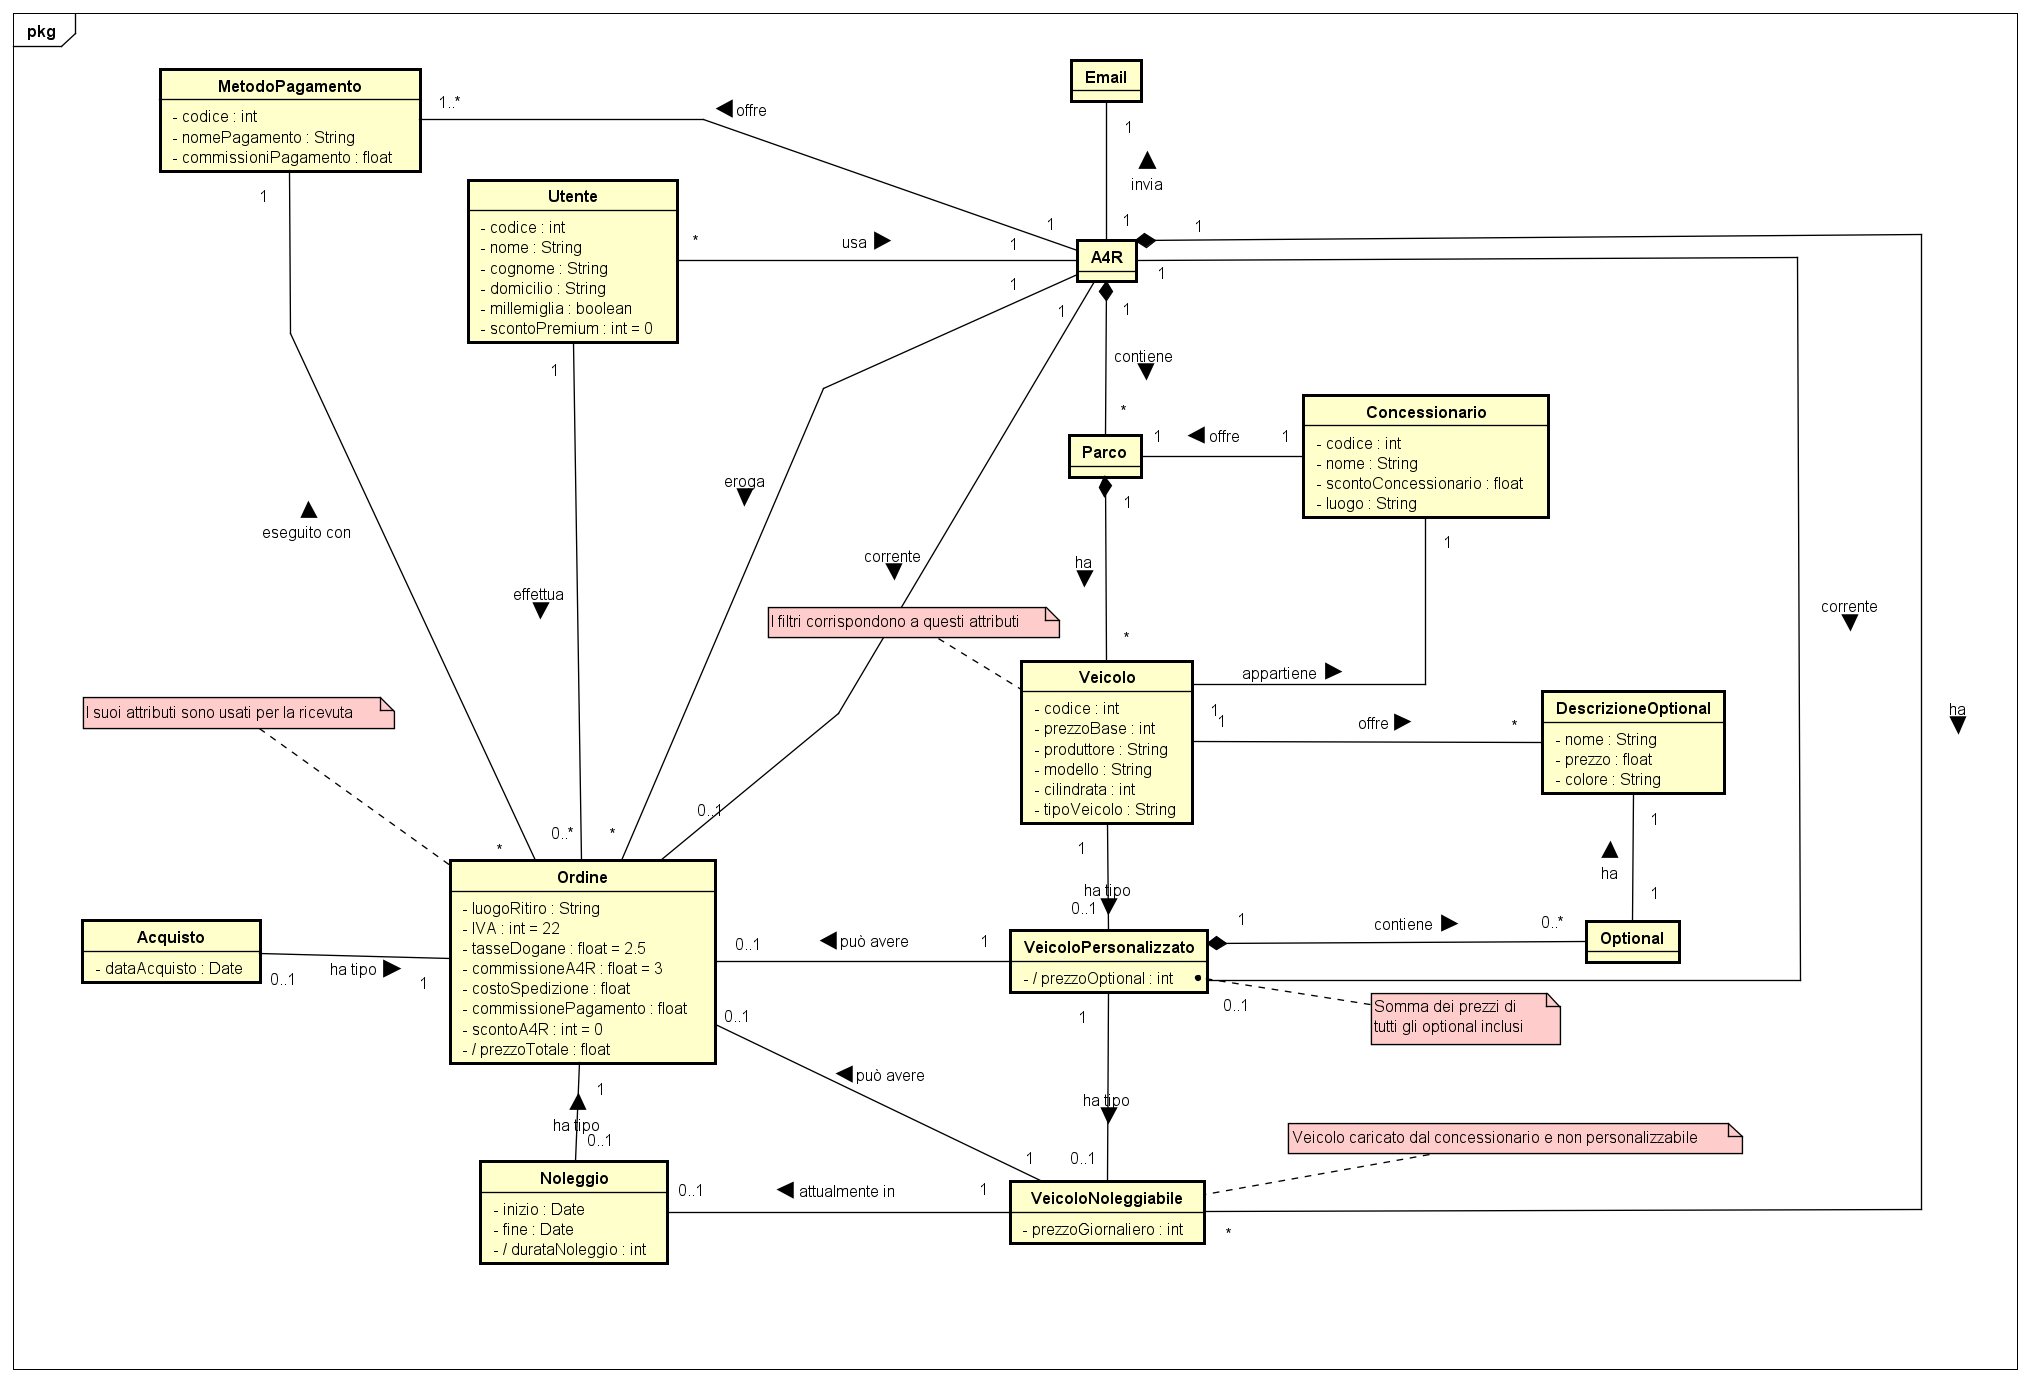 pkg
MetodoPagamento
- codice : int
- nomePagamento : String
- commissioniPagamento : float
1..*
offre
1
Email
1
invia
1
1
Utente
- codice : int
- nome : String
- cognome : String
- domicilio : String
- millemiglia : boolean
- scontoPremium : int = 0
*
usa
1
1
A4R
1
1
1
1
1
contiene
*
Parco
1
offre
1
Concessionario
- codice : int
- nome : String
- scontoConcessionario : float
- luogo : String
1
1
eseguito con
effettua
eroga
corrente
ha
corrente
ha
I filtri corrispondono a questi attributi
*
I suoi attributi sono usati per la ricevuta
Veicolo
- codice : int
- prezzoBase : int
- produttore : String
- modello : String
- cilindrata : int
- tipoVeicolo : String
appartiene
1
1
offre
*
DescrizioneOptional
- nome : String
- prezzo : float
- colore : String
1
ha
1
*
0..*
*
0..1
1
ha tipo
0..1
Ordine
- luogoRitiro : String
- IVA : int = 22
- tasseDogane : float = 2.5
- commissioneA4R : float = 3
- costoSpedizione : float
- commissionePagamento : float
- scontoA4R : int = 0
- / prezzoTotale : float
Acquisto
- dataAcquisto : Date
0..1
ha tipo
1
0..1
può avere
1
VeicoloPersonalizzato
- / prezzoOptional : int
1
contiene
0..*
Optional
0..1
Somma dei prezzi di
tutti gli optional inclusi
0..1
può avere
1
1
ha tipo
0..1
1
ha tipo
0..1
Veicolo caricato dal concessionario e non personalizzabile
Noleggio
- inizio : Date
- fine : Date
- / durataNoleggio : int
0..1
attualmente in
1
VeicoloNoleggiabile
- prezzoGiornaliero : int
*